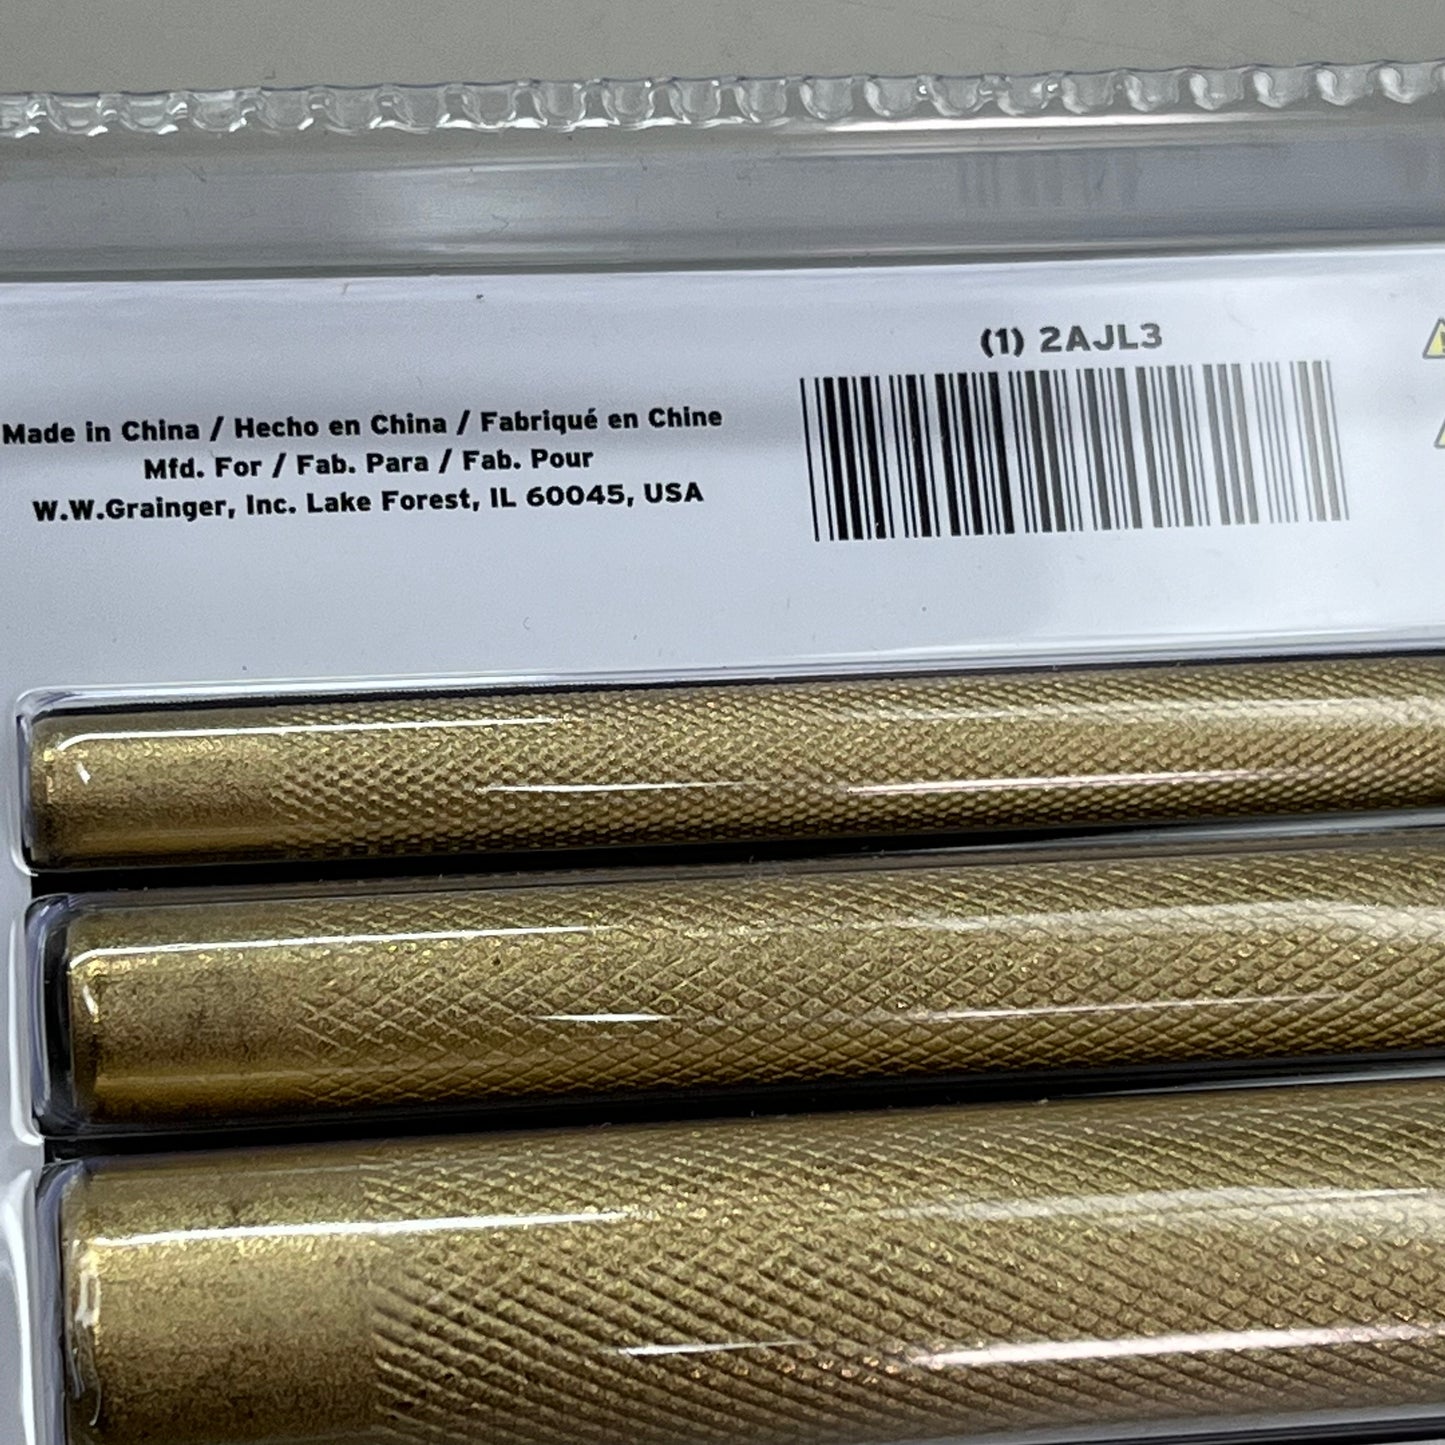 (1) 2AJL3
Made in China / Hecho en China / Fabriqué en Chine
Mfd. For / Fab. Para / Fab. Pour
W.W.Grainger, Inc. Lake Forest, IL 60045, USA